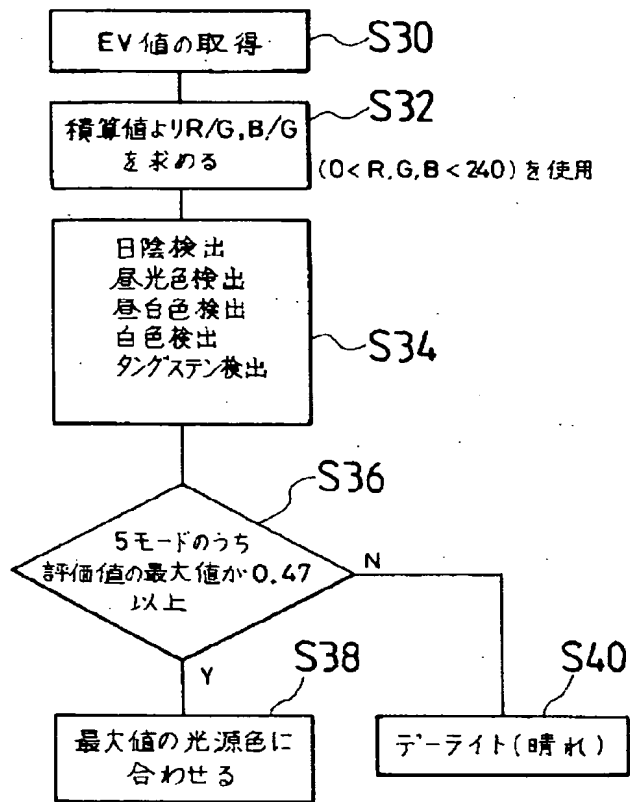 EV値の取得
S30
積算値よりR/G,B/G
を求める
S32
(0<R,G,B<240)を使用
日陰検出
昼光色検出
昼白色検出
白色検出
タングステン検出
S34
S36
5モードのうち
評価値の最大値が0.47
以上
N
Y
S38
最大値の光源色に
合わせる
S40
デーライト(晴れ)